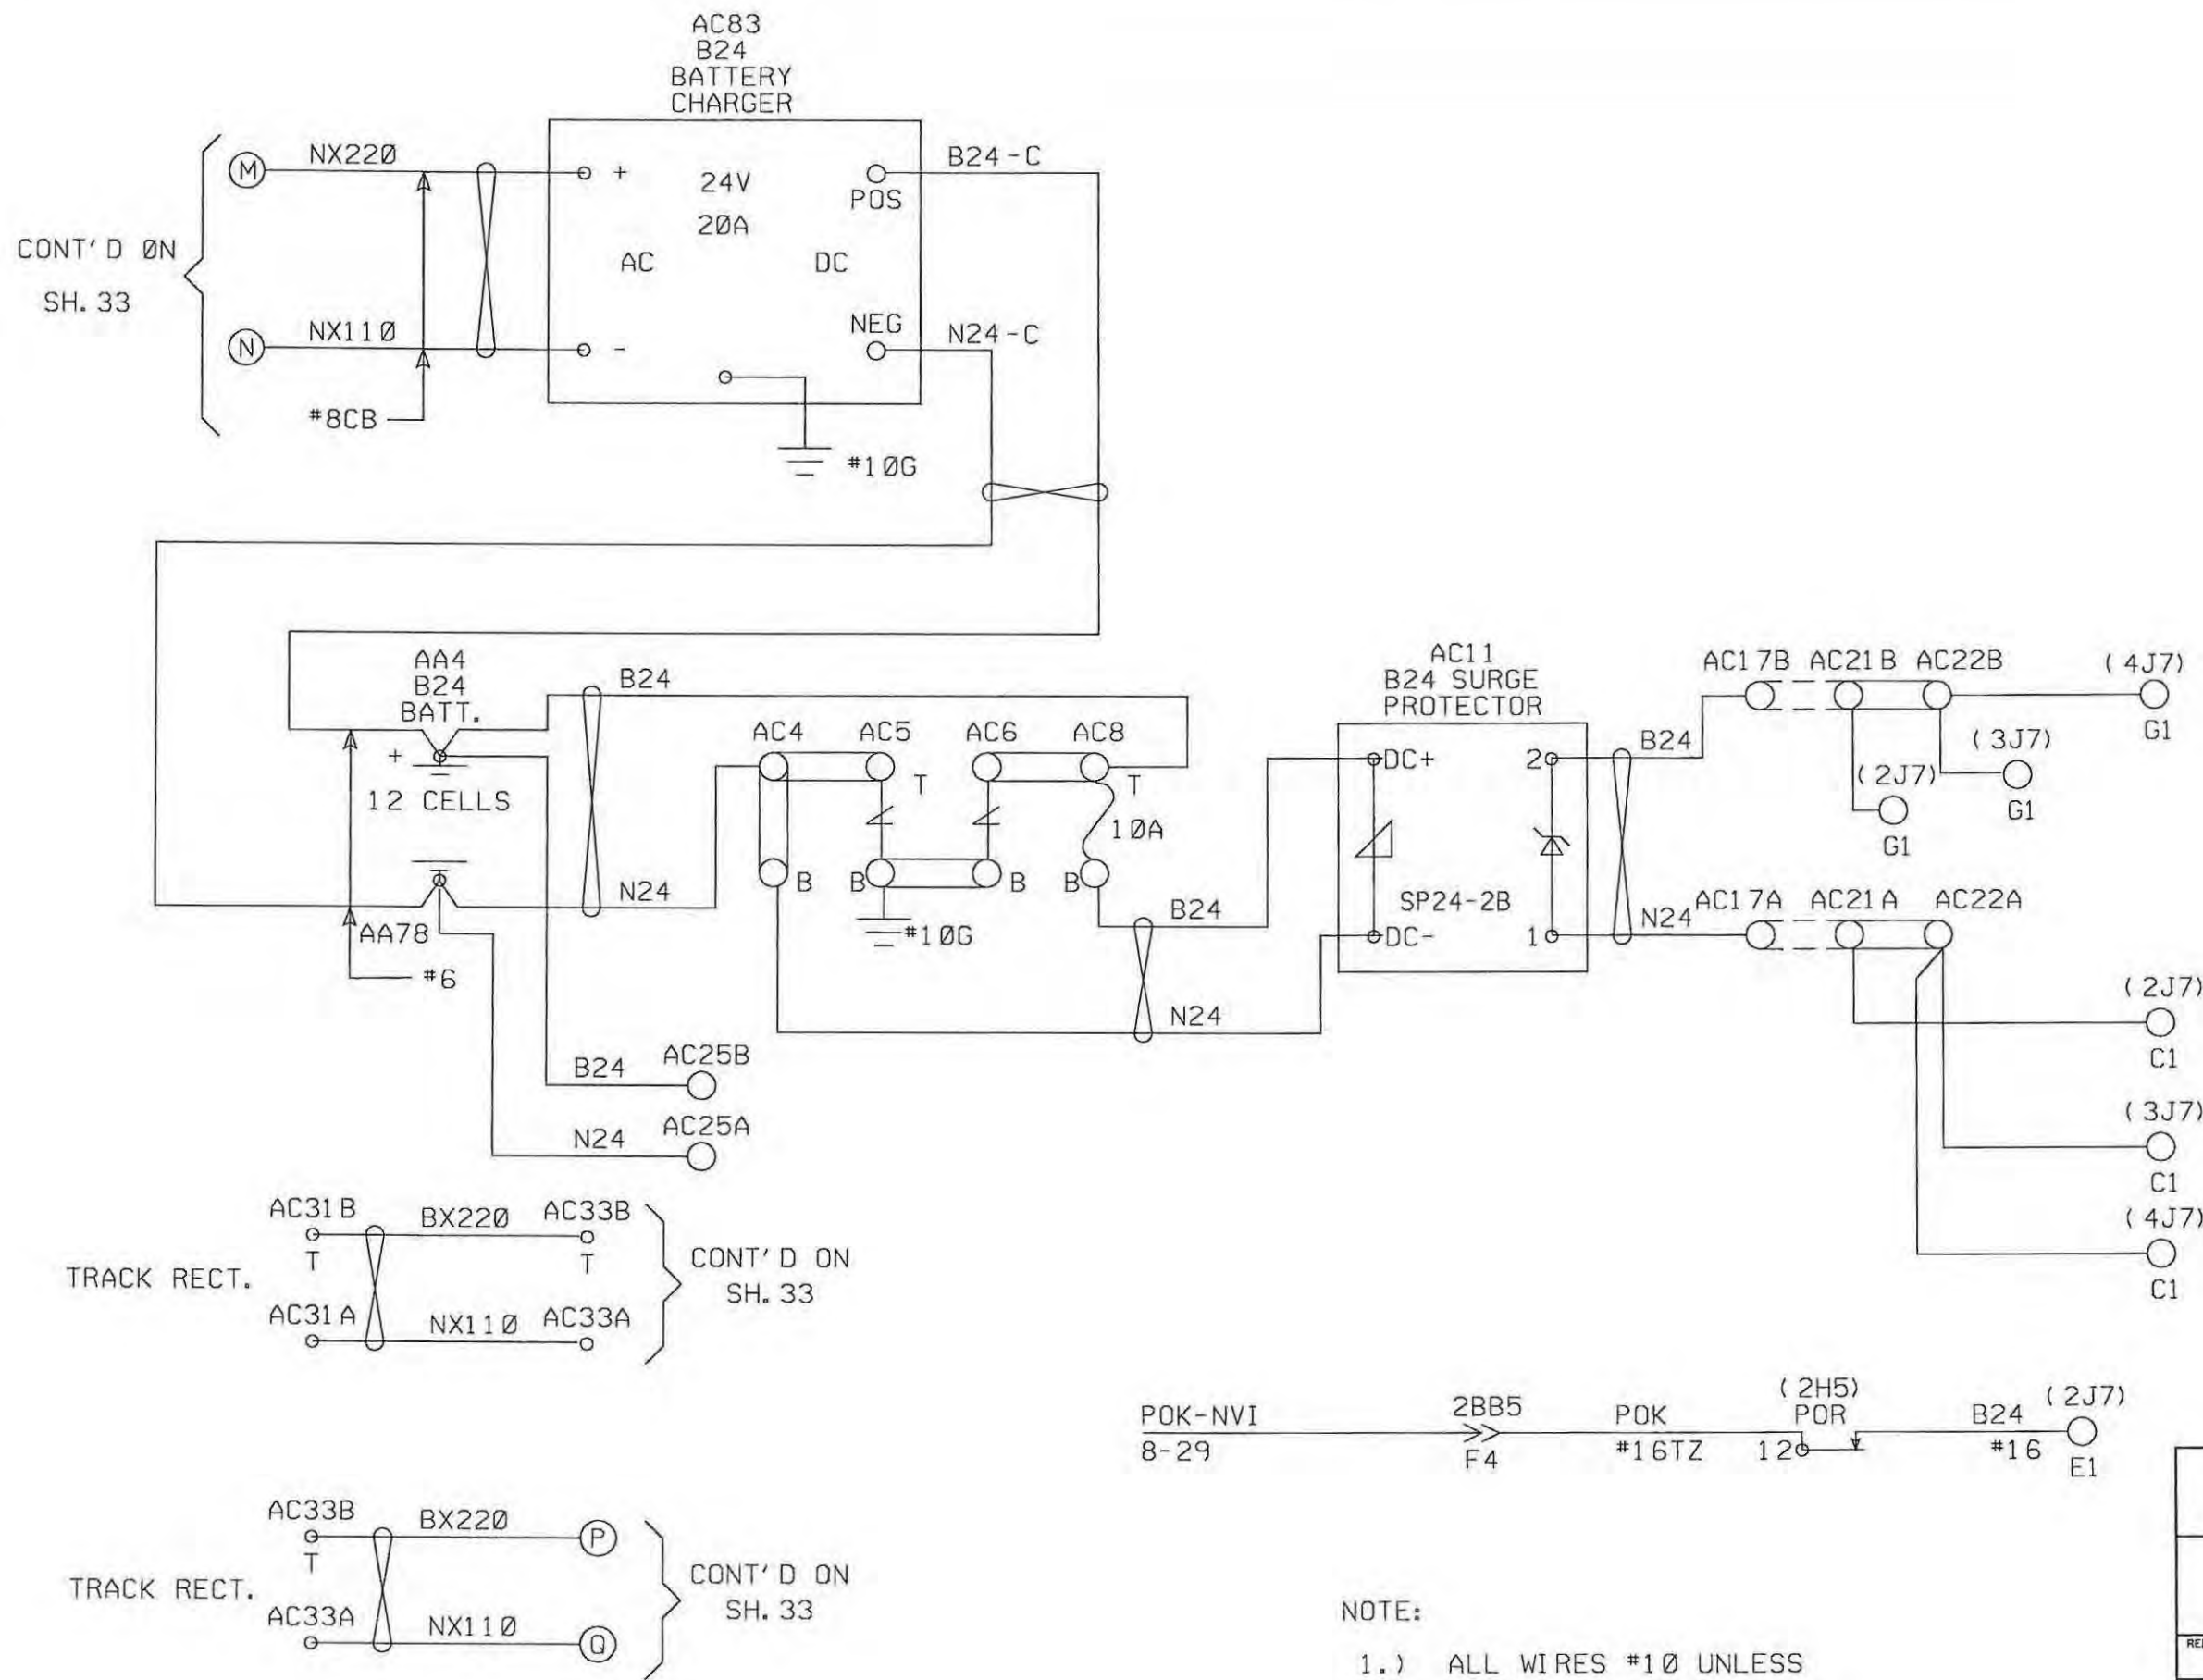 AC83
B24
BATTERY
CHARGER
CONT'D ØN
SH. 33
M
NX22Ø
N
NX11Ø
#8CB
+
-
24V
2ØA
AC
DC
POS
NEG
B24-C
N24-C
#1ØG
AA4
B24
BATT.
+
12 CELLS
AA78
#6
B24
N24
AC4
AC5
AC6
AC8
T
T
1ØA
B
B
B
B
#1ØG
B24
N24
AC11
B24 SURGE
PROTECTOR
DC+
2
SP24-2B
DC-
1
B24
N24
AC17B
AC21B
AC22B
(4J7)
G1
(3J7)
G1
(2J7)
G1
AC17A
AC21A
AC22A
(2J7)
C1
(3J7)
C1
(4J7)
C1
B24
AC25B
N24
AC25A
TRACK RECT.
AC31B
BX22Ø
AC33B
T
T
AC31A
NX11Ø
AC33A
CONT'D ON
SH. 33
POK-NVI
8-29
2BB5
F4
POK
#16TZ
(2H5)
POR
12
B24
#16
(2J7)
E1
TRACK RECT.
AC33B
BX22Ø
P
T
AC33A
NX11Ø
Q
CONT'D ON
SH. 33
NOTE:
1.) ALL WIRES #1Ø UNLESS